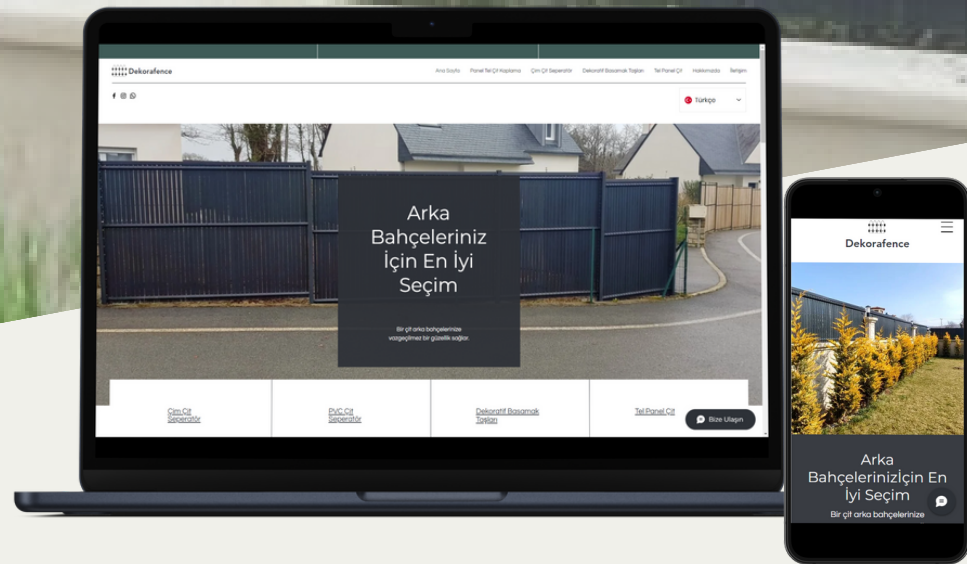 Dekorafence
Ana Sayfa Panel Tel Çit Kaplama Çim Çit Seperatör Dekoratif Basamak Taşları Tel Panel Çit Hakkımızda İletişim
Türkçe
Arka
Bahçeleriniz
İçin En İyi
Seçim
Bir çit arka bahçelerinize
vazgeçilmez bir güzellik sağlar.
Çim Çit
Seperatör
PVC Çit
Seperatör
Dekoratif Basamak
Taşları
Tel Panel Çit
Bize Ulaşın
Dekorafence
Arka
Bahçelerinizİçin En
İyi Seçim
Bir çit arka bahçelerinize